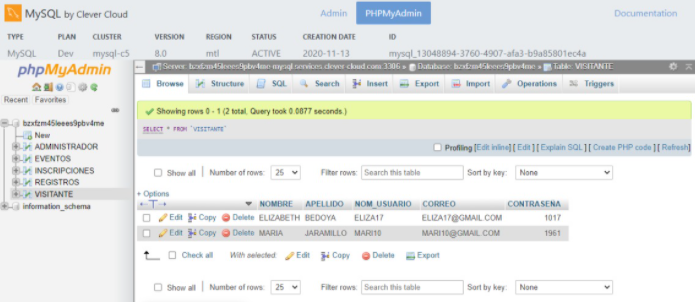 MySQL by Clever Cloud Admin PHPMyAdmin Documentation
TYPE PLAN CLUSTER VERSION REGION STATUS CREATION DATE ID
MySQL Dev mysql-c5 8.0 mtl ACTIVE 2020-11-13 mysql_13048894-3760-4907-afa3-b9a85801ec4a
phpMyAdmin
Server: bzxfzm45leees9pbv4me-mysql.services.clever-cloud.com:3306 » Database: bzxfzm45leees9pbv4me » Table: VISITANTE
Browse Structure SQL Search Insert Export Import Operations Triggers
Recent Favorites
bzxfzm45leees9pbv4me
New
ADMINISTRADOR
EVENTOS
INSCRIPCIONES
REGISTROS
VISITANTE
information_schema
Showing rows 0 - 1 (2 total, Query took 0.0877 seconds.)
SELECT * FROM `VISITANTE`
Profiling [Edit inline] [ Edit ] [ Explain SQL ] [ Create PHP code ] [ Refresh]
Show all Number of rows: 25 Filter rows: Search this table Sort by key: None
+ Options
NOMBRE APELLIDO NOM_USUARIO CORREO CONTRASEÑA
Edit Copy Delete ELIZABETH BEDOYA ELIZA17 ELIZA17@GMAIL.COM 1017
Edit Copy Delete MARIA JARAMILLO MARI10 MARI10@GMAIL.COM 1961
Check all With selected: Edit Copy Delete Export
Show all Number of rows: 25 Filter rows: Search this table Sort by key: None